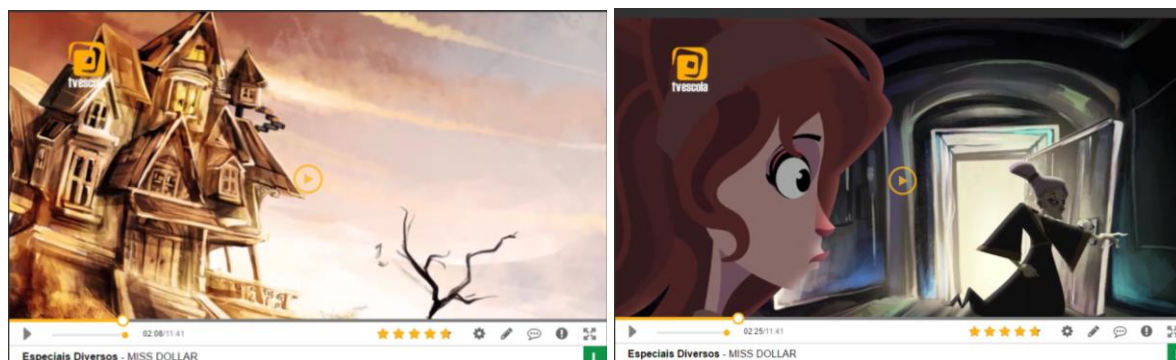 tvescola
02:08/11:41
Especiais Diversos - MISS DOLLAR
tvescola
02:25/11:41
Especiais Diversos - MISS DOLLAR